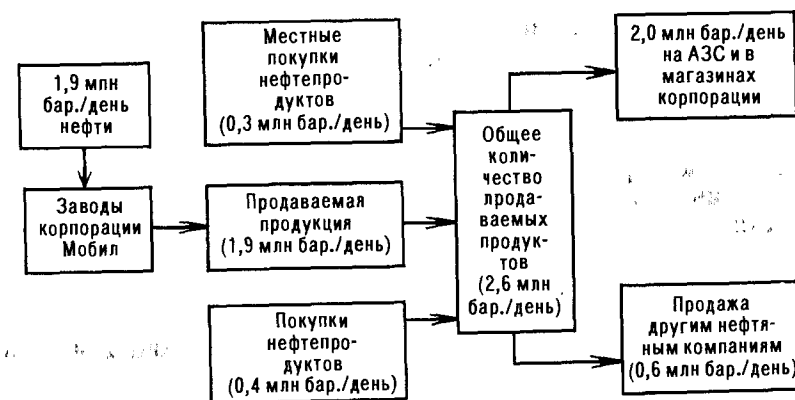 1,9 мпн
бар./день
нефти
Заводы
корпорации
Мобил
Местные
покупки
нефтепро-
дуктов
(0,3 млн бар./день)
Продаваемая
продукция
(1,9 млн бар./день)
Покупки
нефтепро-
дуктов
(0,4 млн бар./день)
Общее
коли-
чество
лрода-
ваемых
продук-
тов
(2,6 млн
бар./день)
2,0 млн бар./день
на АЗС и в
магазинах
корпорации
Продажа
другим нефтя-
ным компаниям
(0,6 млн бар./день)